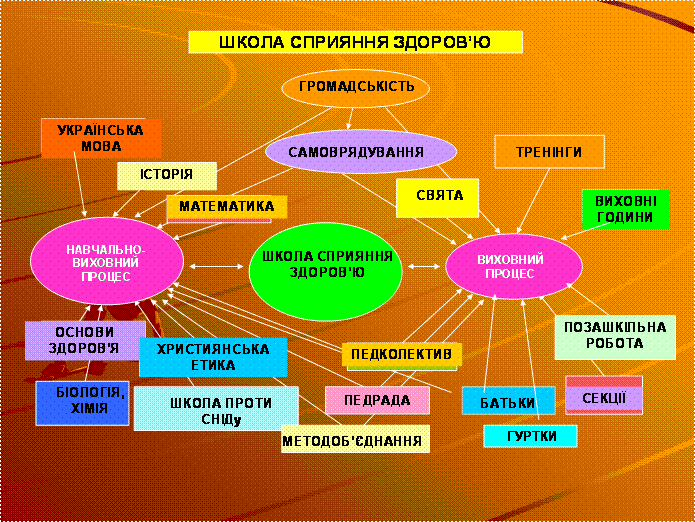 ШКОЛА СПРИЯННЯ ЗДОРОВ'Ю
ГРОМАДСЬКІСТЬ
УКРАЇНСЬКА
МОВА
САМОВРЯДУВАННЯ
ТРЕНІНГИ
ІСТОРІЯ
СВЯТА
МАТЕМАТИКА
ВИХОВНІ
ГОДИНИ
НАВЧАЛЬНО-
ВИХОВНИЙ
ПРОЦЕС
ШКОЛА СПРИЯННЯ
ЗДОРОВ'Ю
ВИХОВНИЙ
ПРОЦЕС
ОСНОВИ
ЗДОРОВ'Я
ХРИСТИЯНСЬКА
ЕТИКА
ПЕДКОЛЕКТИВ
ПОЗАШКІЛЬНА
РОБОТА
БІОЛОГІЯ,
ХІМІЯ
ШКОЛА ПРОТИ
СНІДу
ПЕДРАДА
БАТЬКИ
СЕКЦІЇ
МЕТОДОБ'ЄДНАННЯ
ГУРТКИ